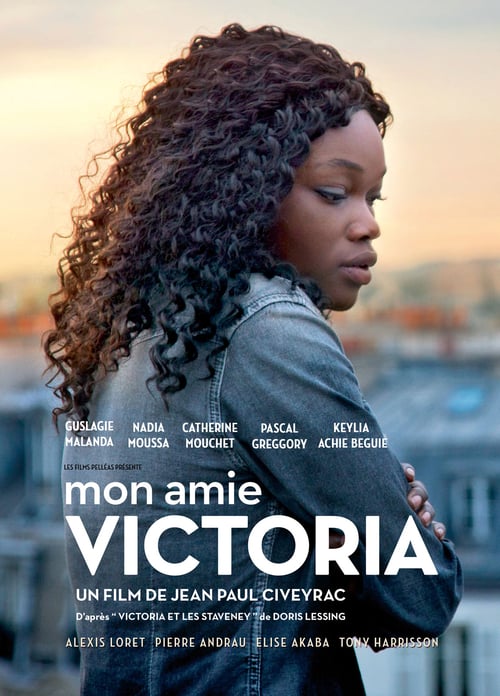 GUSLAGIE NADIA CATHERINE PASCAL KEYLIA
MALANDA MOUSSA MOUCHET GREGGORY ACHIE BEGUIE
LES FILMS PELLÉAS PRÉSENTE
mon amie
VICTORIA
UN FILM DE JEAN PAUL CIVEYRAC
D'après “ VICTORIA ET LES STAVENEY ” de DORIS LESSING
ALEXIS LORET PIERRE ANDRAU ELISE AKABA TONY HARRISSON